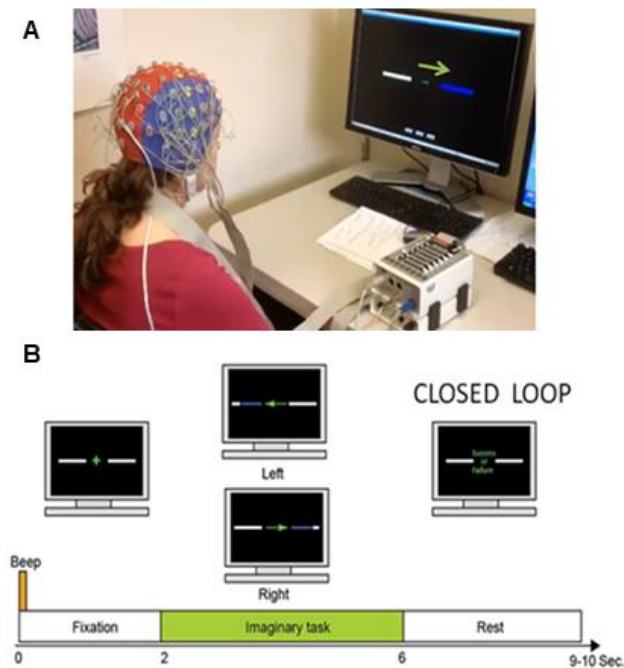 A
B
CLOSED LOOP
Success
or
Failure
Left
Right
Beep
Fixation
Imaginary task
Rest
0
2
6
9-10 Sec.